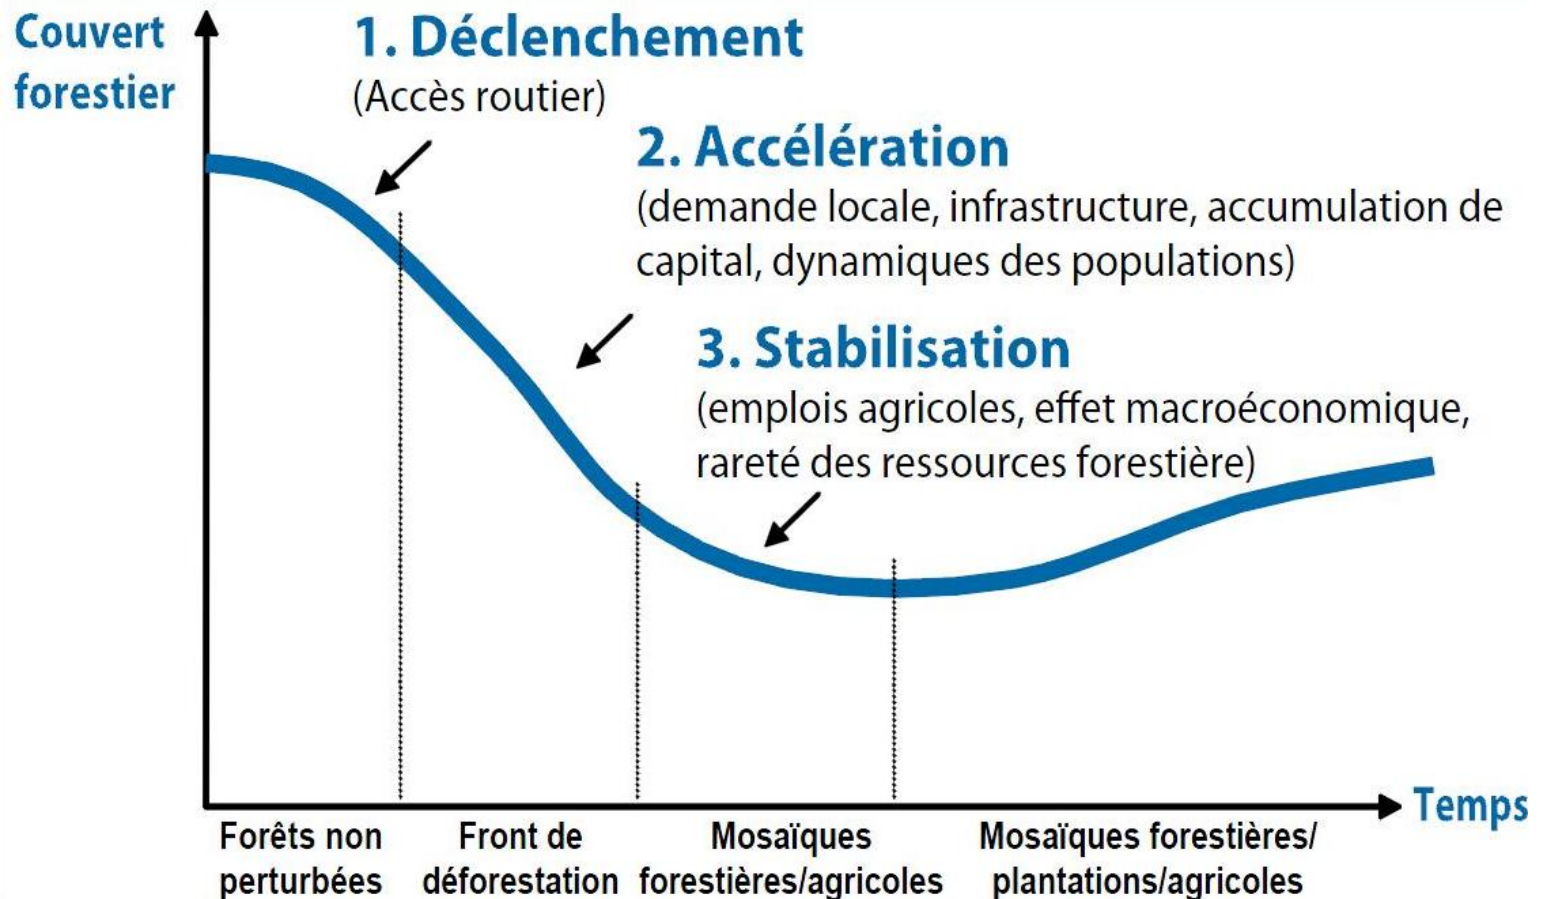 Couvert
forestier
1. Déclenchement
(Accès routier)
2. Accélération
(demande locale, infrastructure, accumulation de
capital, dynamiques des populations)
3. Stabilisation
(emplois agricoles, effet macroéconomique,
rareté des ressources forestière)
Temps
Forêts non
perturbées
Front de
déforestation
Mosaïques
forestières/agricoles
Mosaïques forestières/
plantations/agricoles